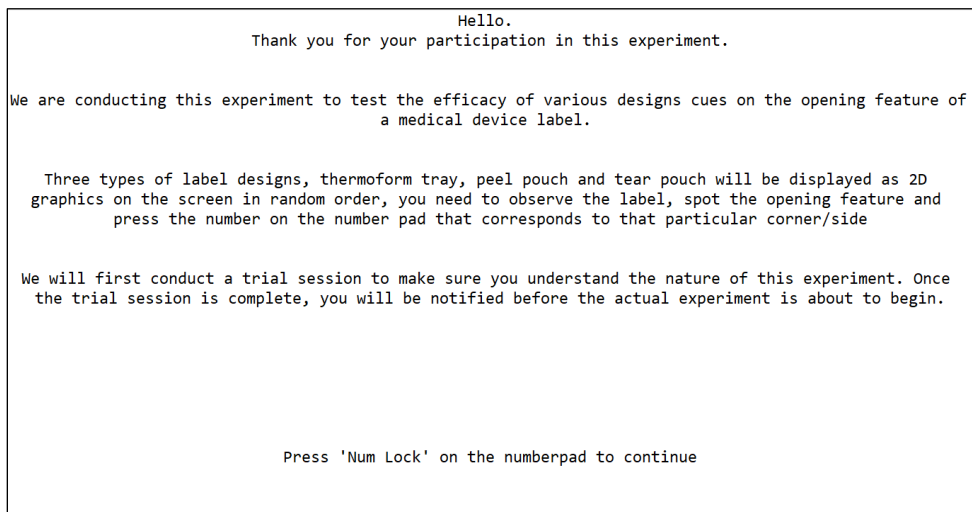 Hello.
Thank you for your participation in this experiment.
We are conducting this experiment to test the efficacy of various designs cues on the opening feature of
a medical device label.
Three types of label designs, thermoform tray, peel pouch and tear pouch will be displayed as 2D
graphics on the screen in random order, you need to observe the label, spot the opening feature and
press the number on the number pad that corresponds to that particular corner/side
We will first conduct a trial session to make sure you understand the nature of this experiment. Once
the trial session is complete, you will be notified before the actual experiment is about to begin.
Press 'Num Lock' on the numberpad to continue